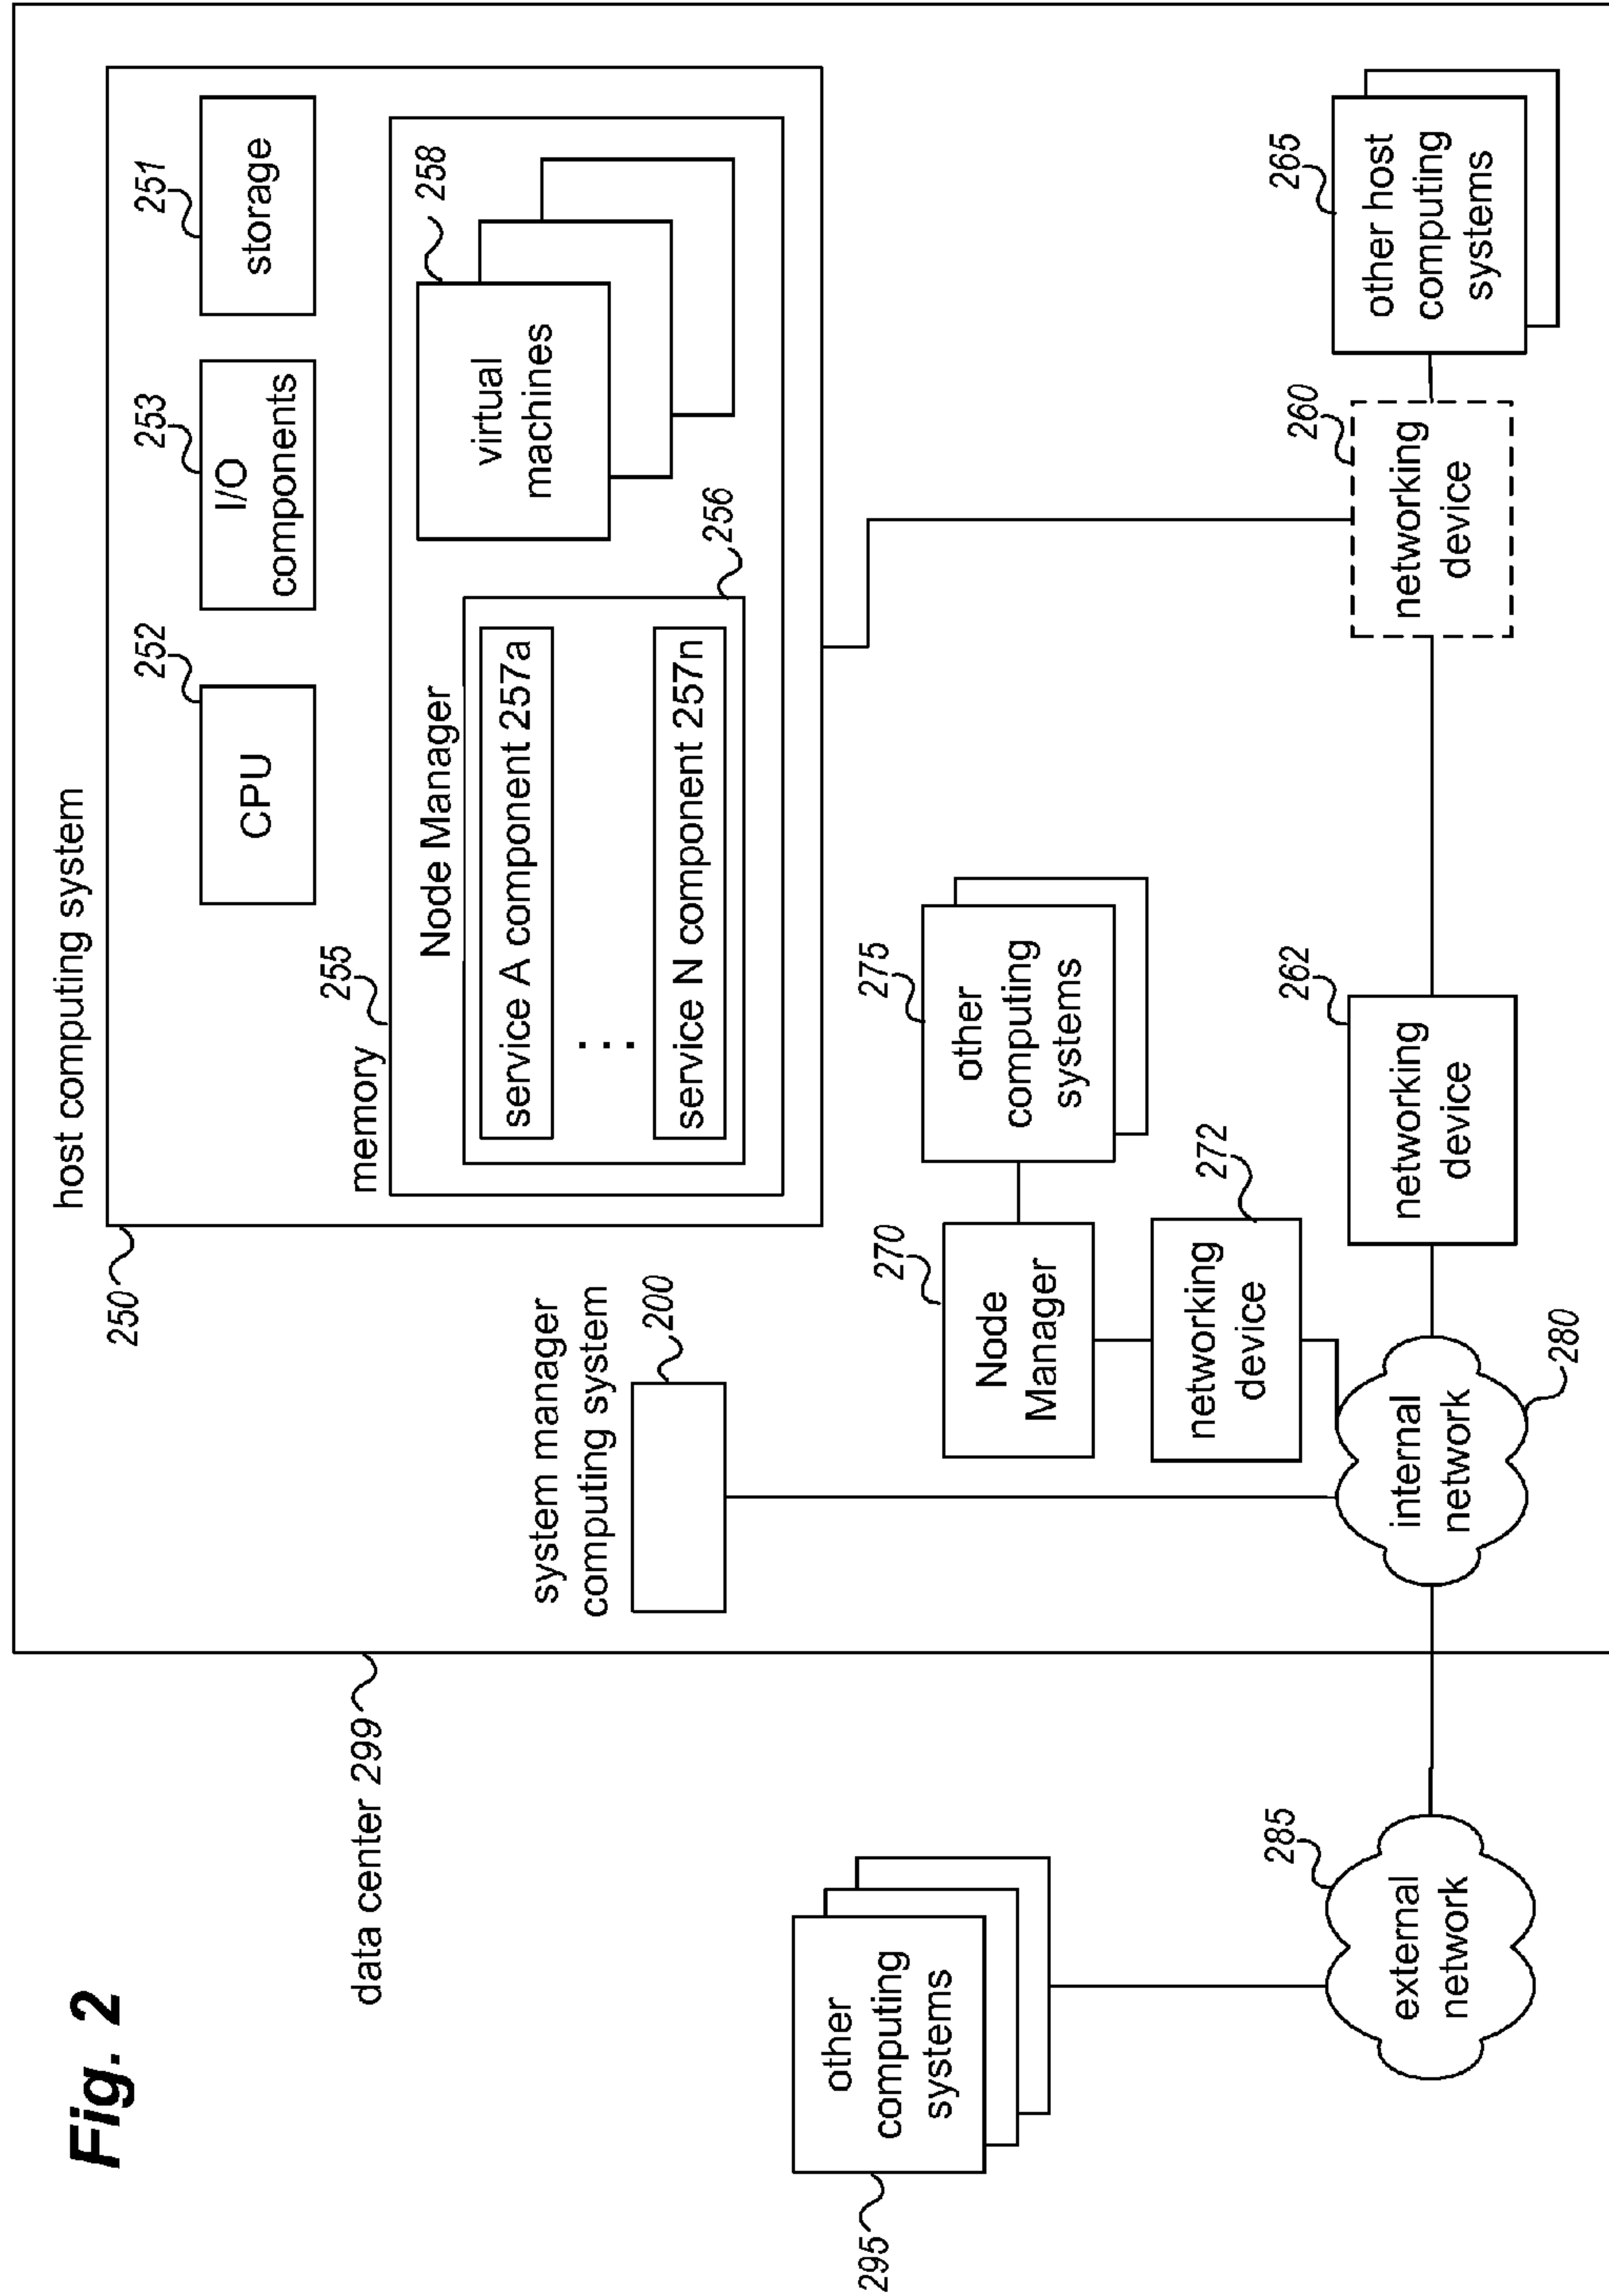 Fig. 2
data center 299
host computing system
250
252
CPU
253
I/O
components
251
storage
memory
255
Node Manager
service A component 257a
...
service N component 257n
256
virtual
machines
258
system manager
computing system
200
270
Node
Manager
275
other
computing
systems
networking
device
272
262
networking
device
260
networking
device
265
other host
computing
systems
internal
network
280
285
external
network
other
computing
systems
295